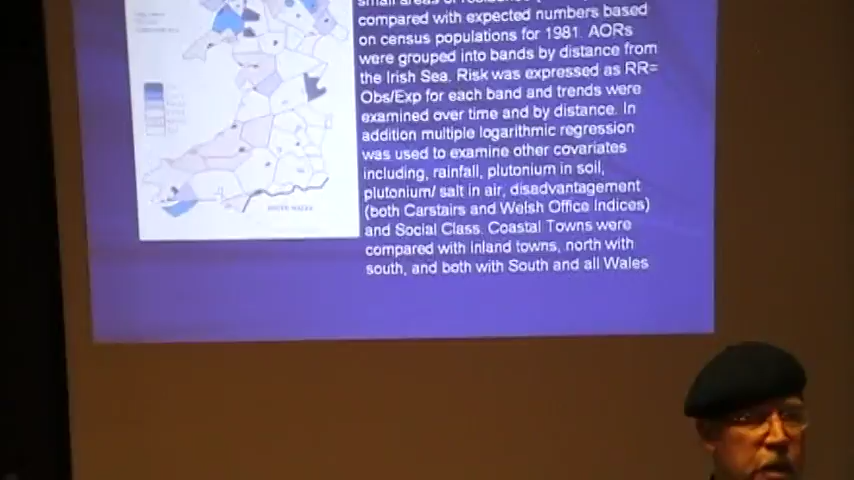 small areas of residence
compared with expected numbers based
on census populations for 1981. AORs
were grouped into bands by distance from
the Irish Sea. Risk was expressed as RR=
Obs/Exp for each band and trends were
examined over time and by distance. In
addition multiple logarithmic regression
was used to examine other covariates
including, rainfall, plutonium in soil,
plutonium/ salt in air, disadvantagement
(both Carstairs and Welsh Office Indices)
and Social Class. Coastal Towns were
compared with inland towns, north with
south, and both with South and all Wales